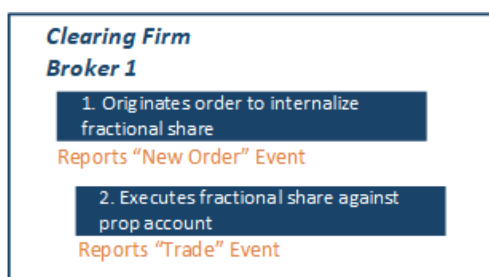 Clearing Firm
Broker 1
1. Originates order to internalize
fractional share
Reports “New Order” Event
2. Executes fractional share against
prop account
Reports “Trade” Event